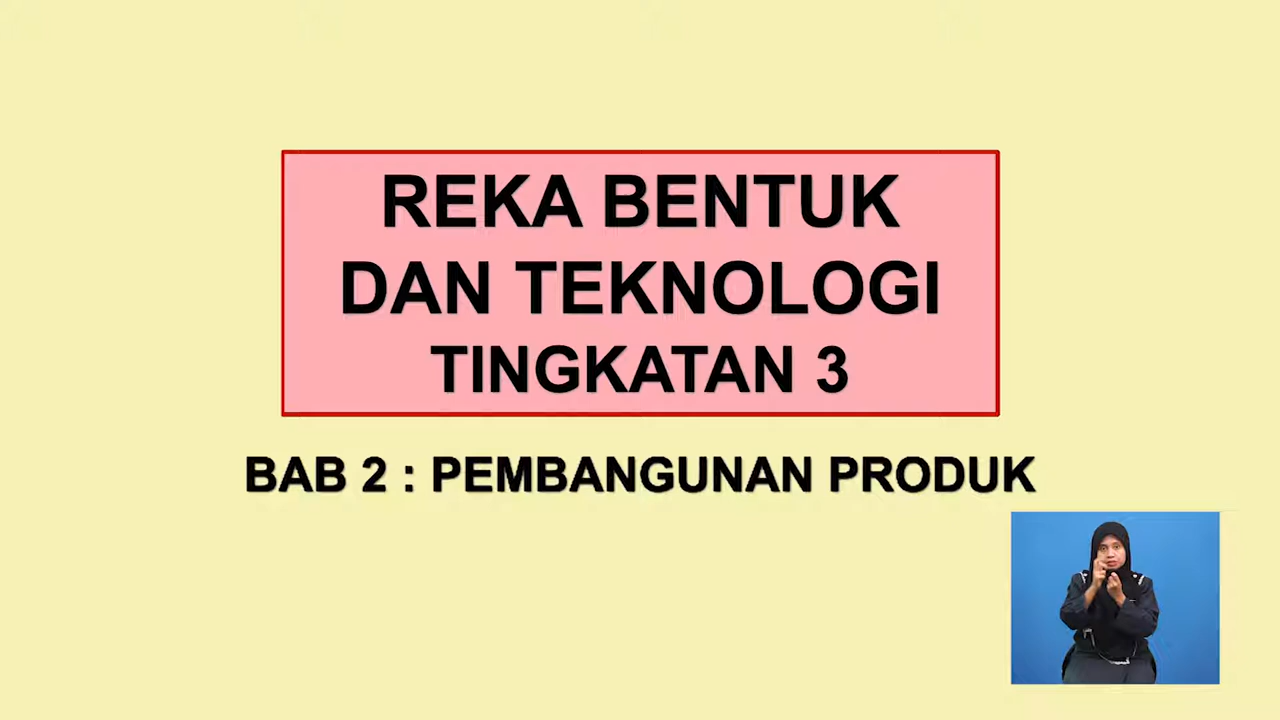 REKA BENTUK
DAN TEKNOLOGI
TINGKATAN 3
BAB 2 : PEMBANGUNAN PRODUK